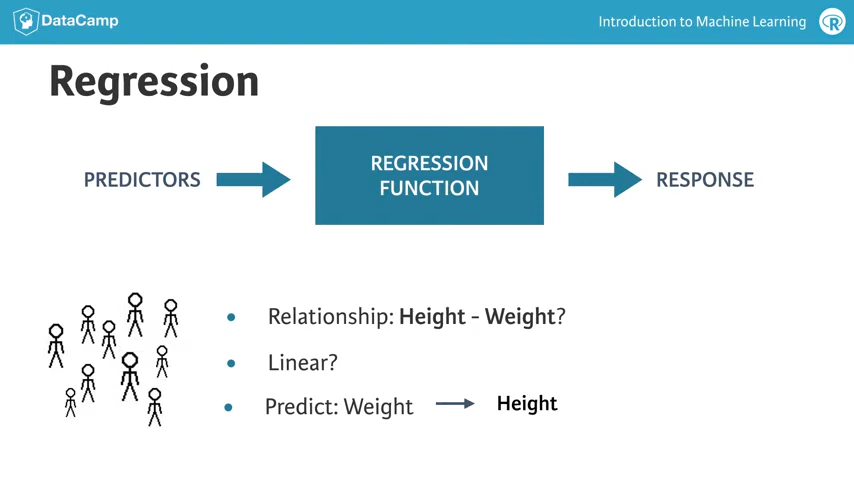 DataCamp
Introduction to Machine Learning
R
Regression
PREDICTORS
REGRESSION
FUNCTION
RESPONSE
• Relationship: Height - Weight?
• Linear?
• Predict: Weight → Height